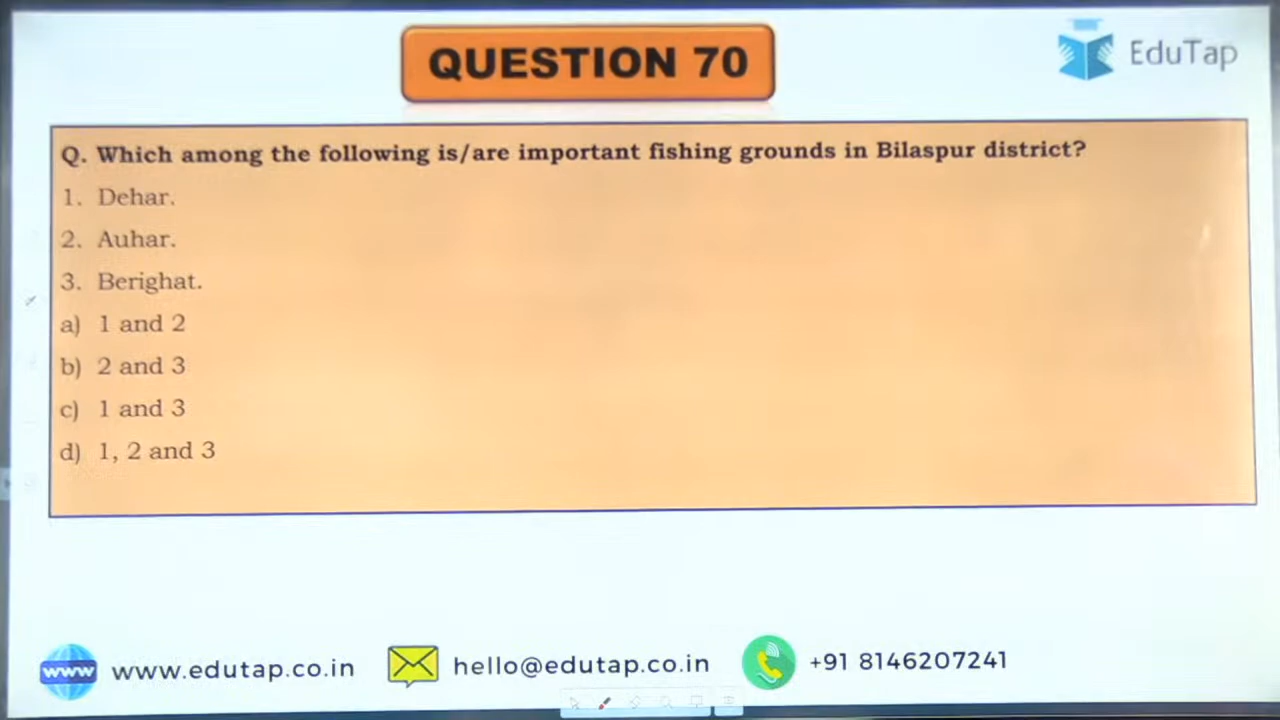 QUESTION 70
EduTap
Q. Which among the following is/are important fishing grounds in Bilaspur district?
1. Dehar.
2. Auhar.
3. Berighat.
a) 1 and 2
b) 2 and 3
c) 1 and 3
d) 1, 2 and 3
www www.edutap.co.in hello@edutap.co.in +91 8146207241